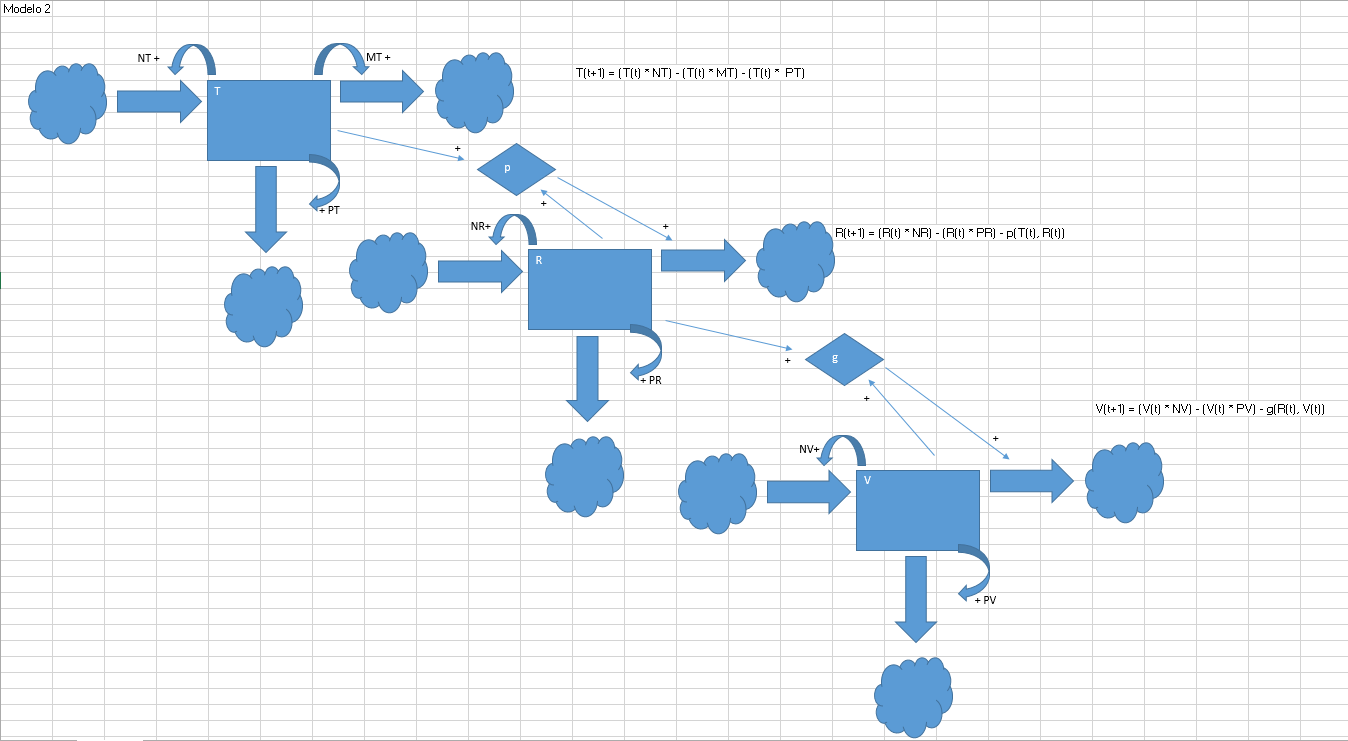 Modelo 2
NT +
MT +
T(t+1) = (T(t) * NT) - (T(t) * MT) - (T(t) * PT)
T
+
p
+ PT
+
NR+
+
R(t+1) = (R(t) * NR) - (R(t) * PR) - p(T(t), R(t))
R
+
g
+ PR
+
V(t+1) = (V(t) * NV) - (V(t) * PV) - g(R(t), V(t))
+
NV+
V
+ PV